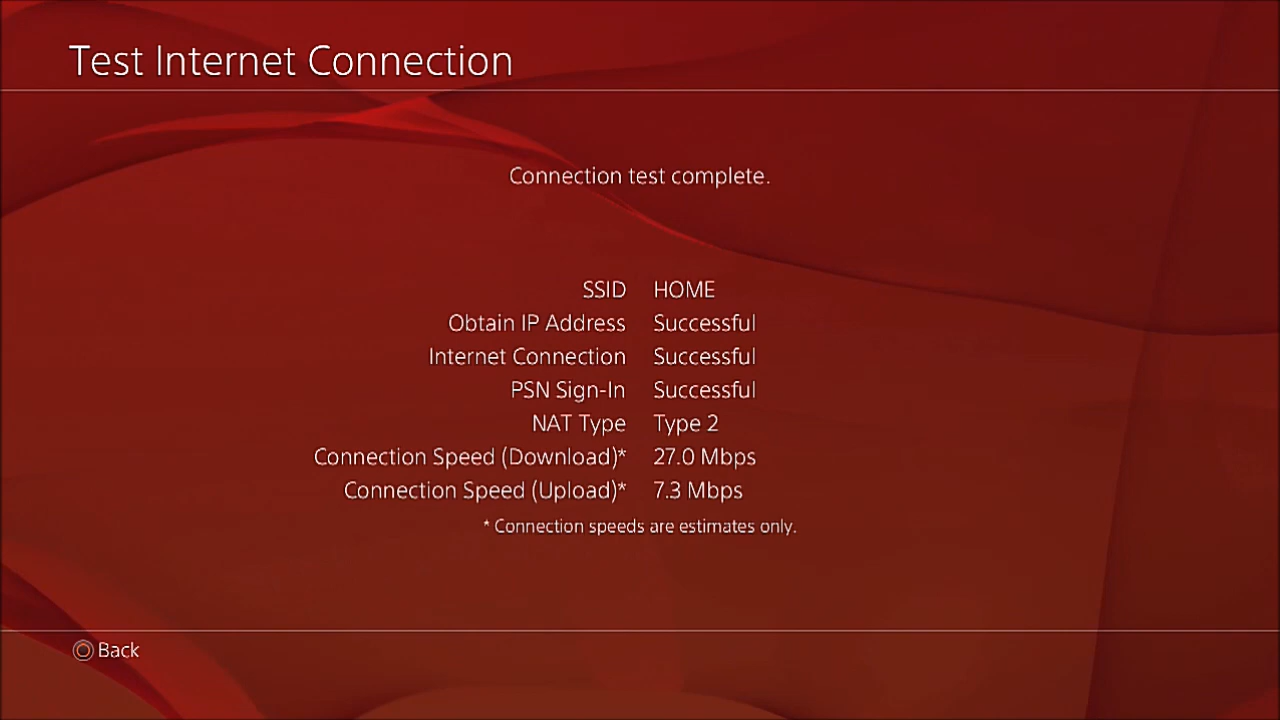 Test Internet Connection
Connection test complete.
SSID HOME
Obtain IP Address Successful
Internet Connection Successful
PSN Sign-In Successful
NAT Type Type 2
Connection Speed (Download)* 27.0 Mbps
Connection Speed (Upload)* 7.3 Mbps
* Connection speeds are estimates only.
Back